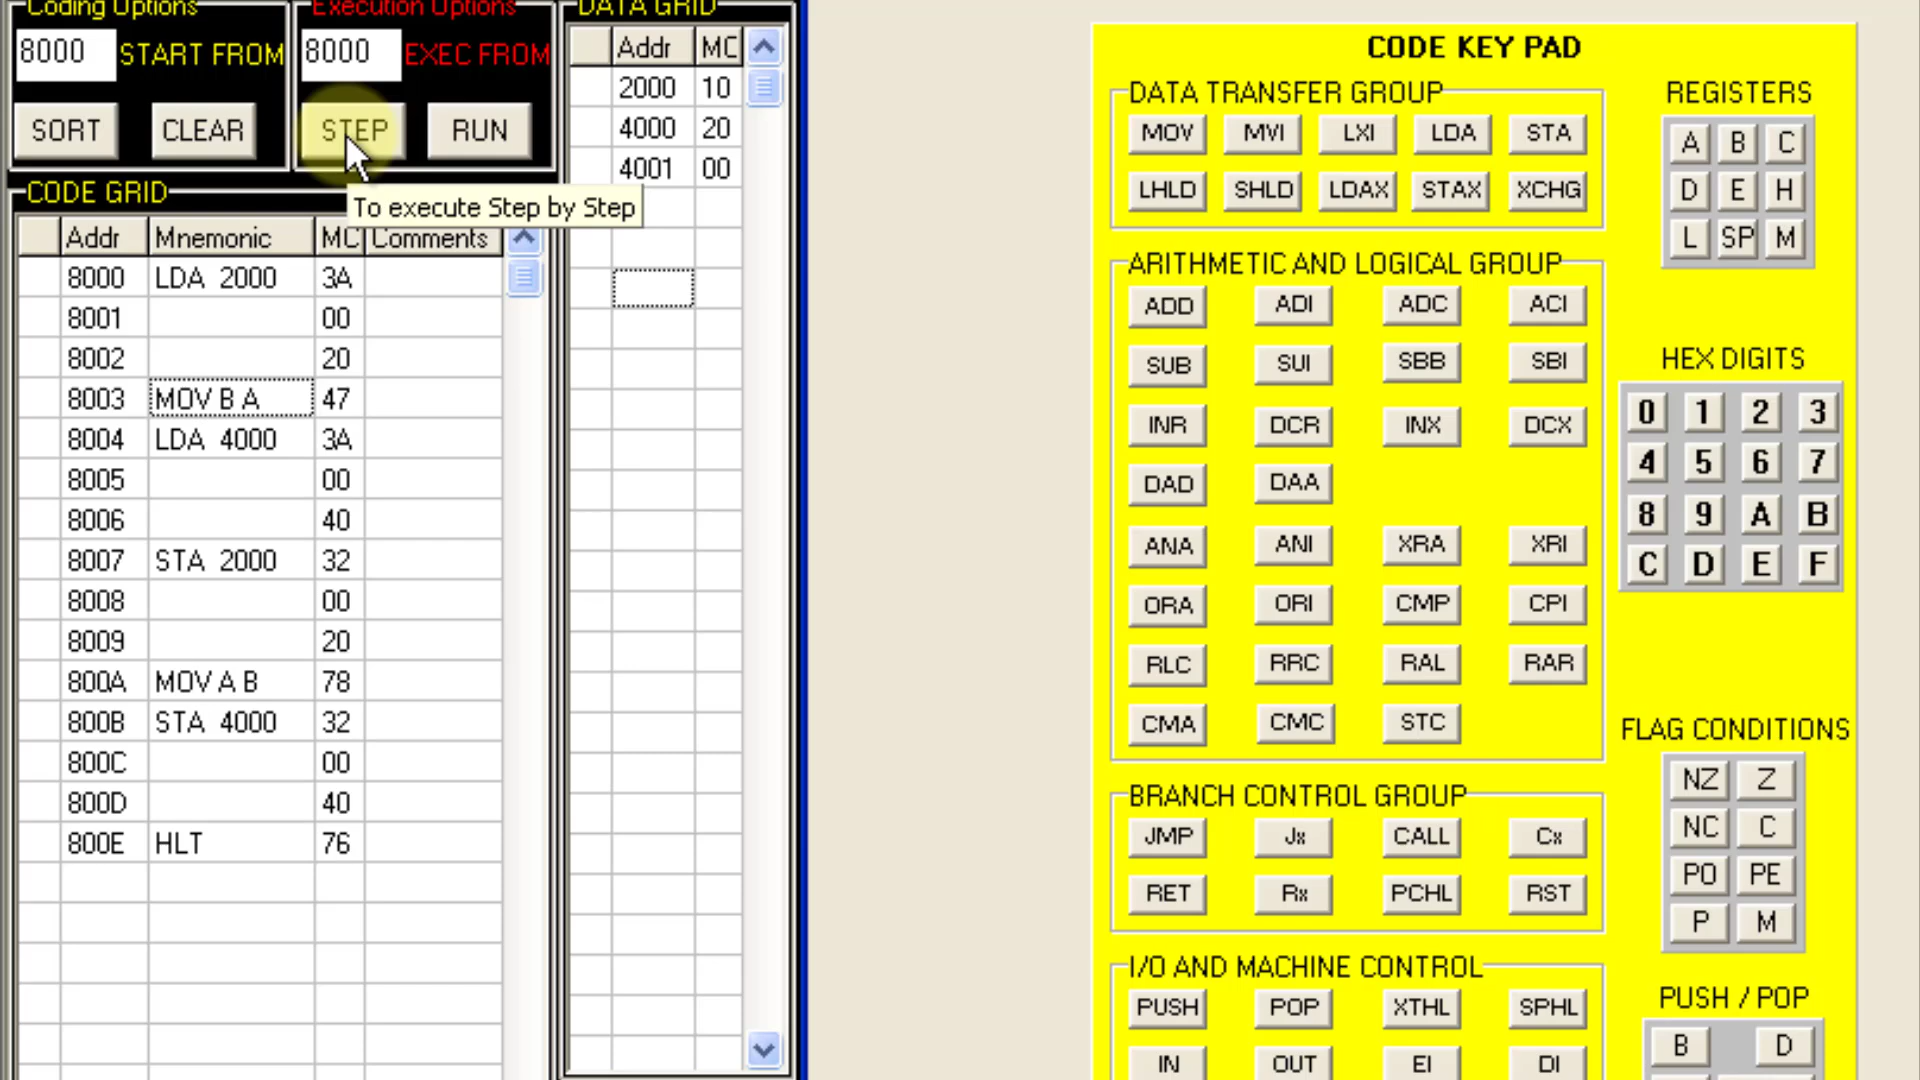 Coding Options
8000 START FROM
SORT CLEAR
Execution Options
8000 EXEC FROM
STEP RUN
To execute Step by Step
CODE GRID
Addr Mnemonic MC Comments
8000 LDA 2000 3A
8001 00
8002 20
8003 MOV B A 47
8004 LDA 4000 3A
8005 00
8006 40
8007 STA 2000 32
8008 00
8009 20
800A MOV A B 78
800B STA 4000 32
800C 00
800D 40
800E HLT 76
DATA GRID
Addr MC
2000 10
4000 20
4001 00
CODE KEY PAD
DATA TRANSFER GROUP
MOV MVI LXI LDA STA
LHLD SHLD LDAX STAX XCHG
ARITHMETIC AND LOGICAL GROUP
ADD ADI ADC ACI
SUB SUI SBB SBI
INR DCR INX DCX
DAD DAA
ANA ANI XRA XRI
ORA ORI CMP CPI
RLC RRC RAL RAR
CMA CMC STC
BRANCH CONTROL GROUP
JMP Jx CALL Cx
RET Rx PCHL RST
I/O AND MACHINE CONTROL
PUSH POP XTHL SPHL
IN OUT EI DI
REGISTERS
A B C
D E H
L SP M
HEX DIGITS
0 1 2 3
4 5 6 7
8 9 A B
C D E F
FLAG CONDITIONS
NZ Z
NC C
PO PE
P M
PUSH / POP
B D